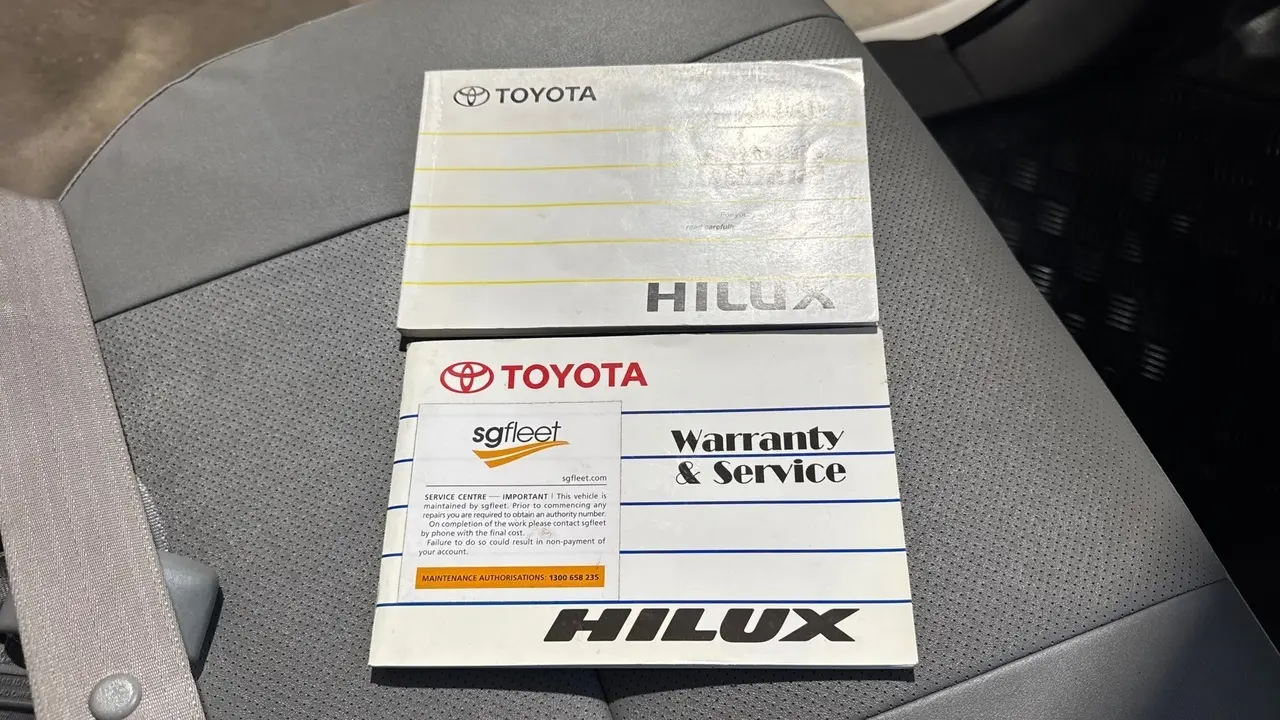 TOYOTA
read carefully
HILUX
TOYOTA
sgfleet
sgfleet.com
Warranty
& Service
SERVICE CENTRE — IMPORTANT | This vehicle is
maintained by sgfleet. Prior to commencing any
repairs you are required to obtain an authority number.
On completion of the work please contact sgfleet
by phone with the final cost.
Failure to do so could result in non-payment of
your account.
MAINTENANCE AUTHORISATIONS: 1300 658 235
HILUX